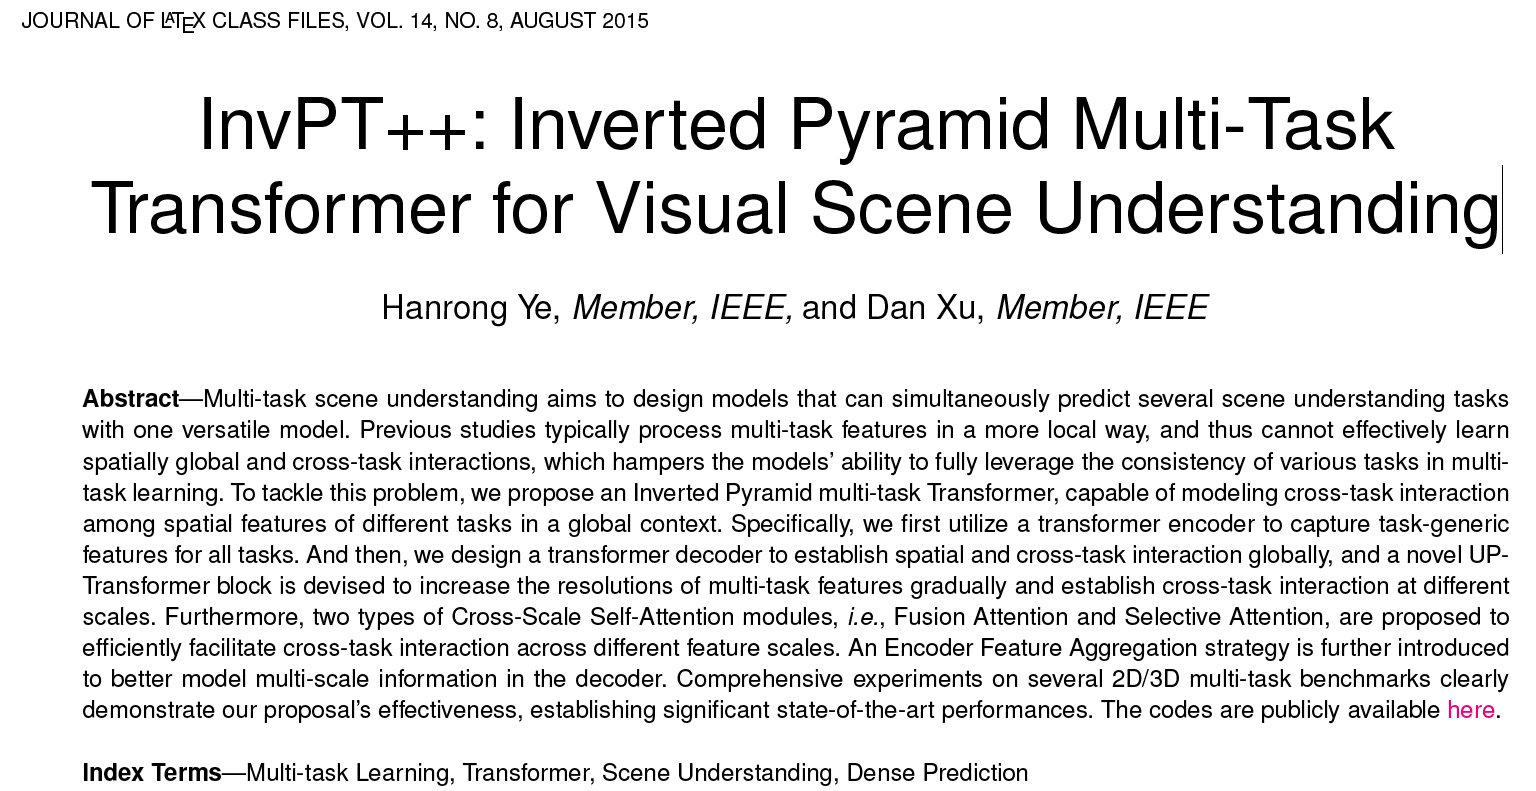 JOURNAL OF LATEX CLASS FILES, VOL. 14, NO. 8, AUGUST 2015
InvPT++: Inverted Pyramid Multi-Task
Transformer for Visual Scene Understanding
Hanrong Ye, Member, IEEE, and Dan Xu, Member, IEEE
Abstract—Multi-task scene understanding aims to design models that can simultaneously predict several scene understanding tasks
with one versatile model. Previous studies typically process multi-task features in a more local way, and thus cannot effectively learn
spatially global and cross-task interactions, which hampers the models’ ability to fully leverage the consistency of various tasks in multi-
task learning. To tackle this problem, we propose an Inverted Pyramid multi-task Transformer, capable of modeling cross-task interaction
among spatial features of different tasks in a global context. Specifically, we first utilize a transformer encoder to capture task-generic
features for all tasks. And then, we design a transformer decoder to establish spatial and cross-task interaction globally, and a novel UP-
Transformer block is devised to increase the resolutions of multi-task features gradually and establish cross-task interaction at different
scales. Furthermore, two types of Cross-Scale Self-Attention modules, i.e., Fusion Attention and Selective Attention, are proposed to
efficiently facilitate cross-task interaction across different feature scales. An Encoder Feature Aggregation strategy is further introduced
to better model multi-scale information in the decoder. Comprehensive experiments on several 2D/3D multi-task benchmarks clearly
demonstrate our proposal’s effectiveness, establishing significant state-of-the-art performances. The codes are publicly available here.
Index Terms—Multi-task Learning, Transformer, Scene Understanding, Dense Prediction